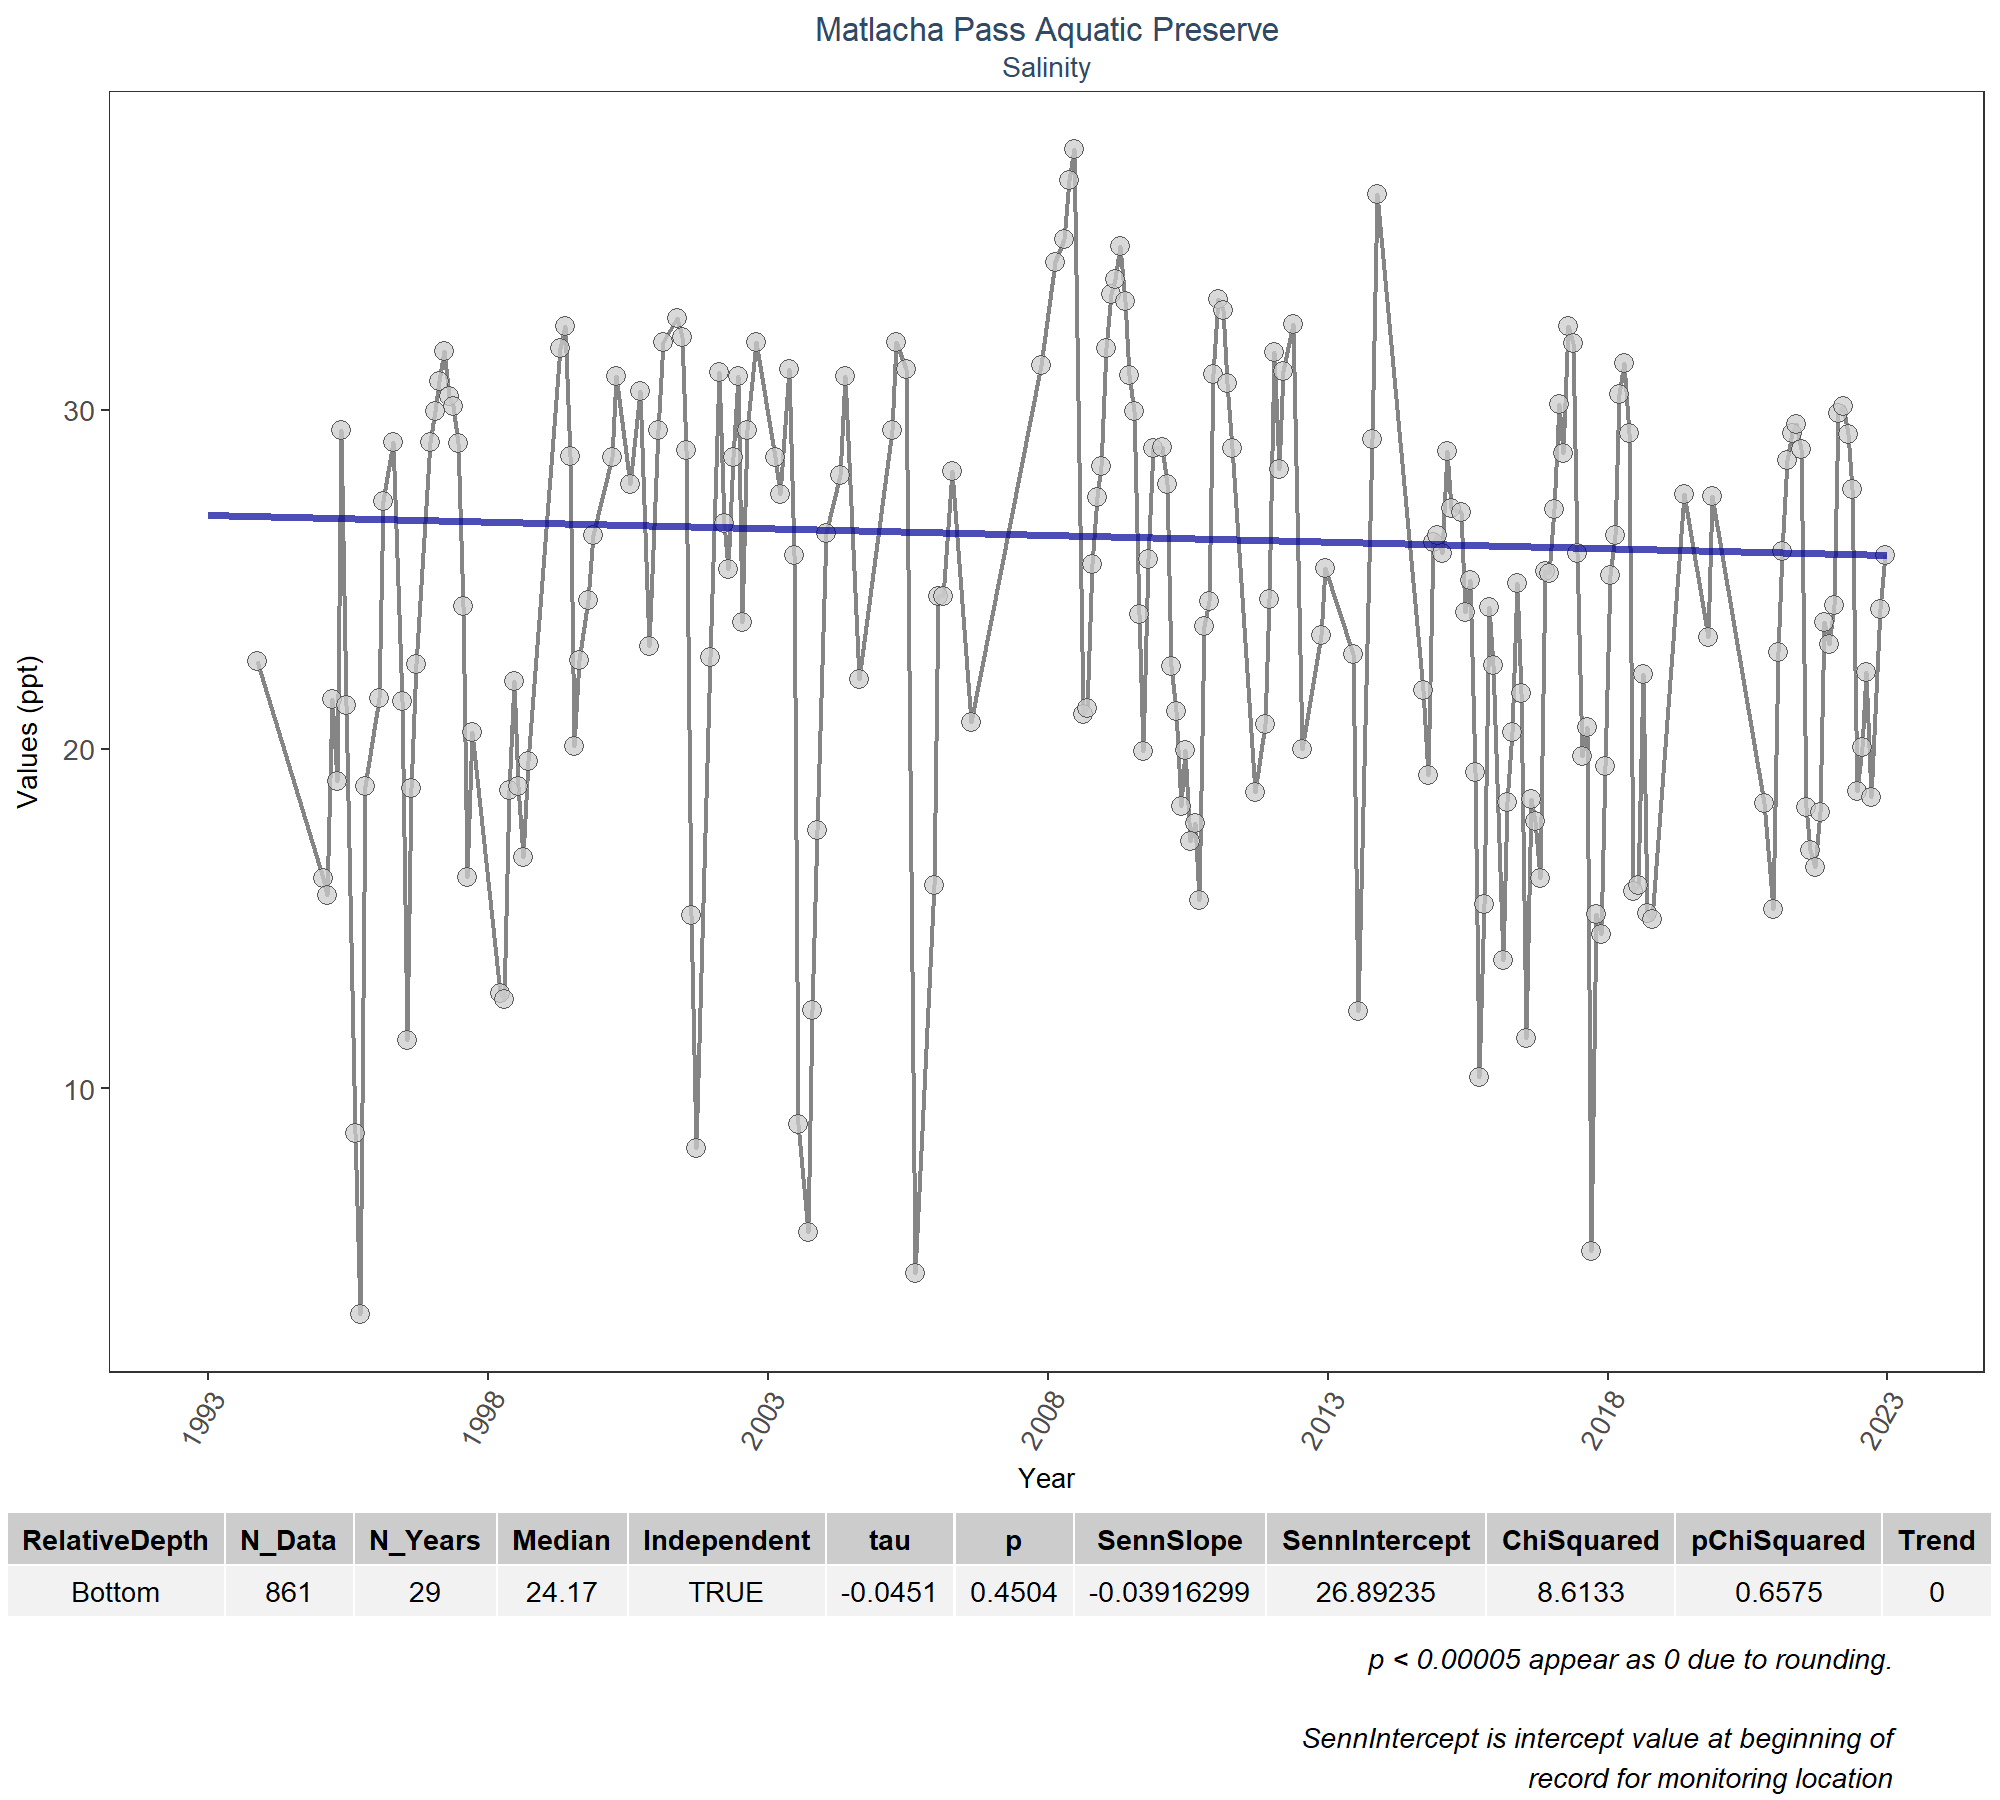 Matlacha Pass Aquatic Preserve
Salinity
Values (ppt)
30
20
10
1993 1998 2003 2008 2013 2018 2023
Year
RelativeDepth N_Data N_Years Median Independent tau p SennSlope SennIntercept ChiSquared pChiSquared Trend
Bottom 861 29 24.17 TRUE -0.0451 0.4504 -0.03916299 26.89235 8.6133 0.6575 0
p < 0.00005 appear as 0 due to rounding.
SennIntercept is intercept value at beginning of
record for monitoring location